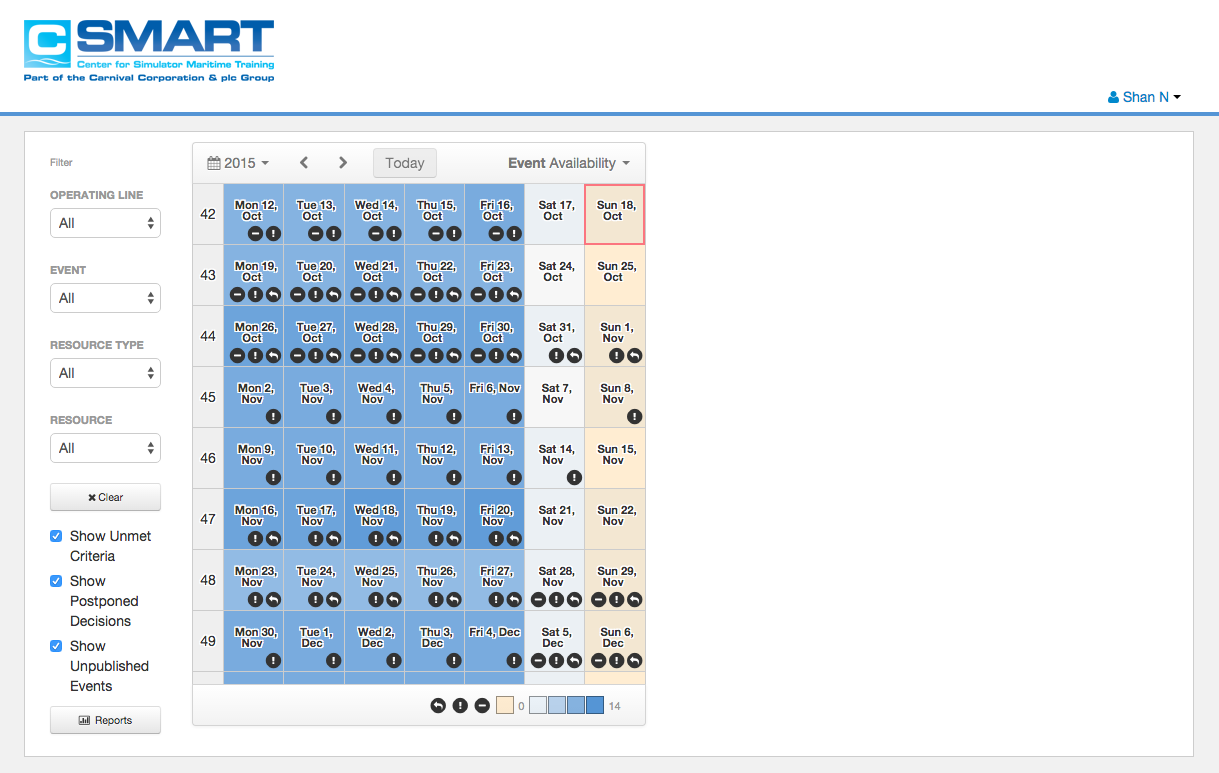 CSMART
Center for Simulator Maritime Training
Part of the Carnival Corporation & plc Group
Shan N
Filter
OPERATING LINE
All
EVENT
All
RESOURCE TYPE
All
RESOURCE
All
Clear
Show Unmet
Criteria
Show
Postponed
Decisions
Show
Unpublished
Events
Reports
2015 Today Event Availability
42 Mon 12, Oct Tue 13, Oct Wed 14, Oct Thu 15, Oct Fri 16, Oct Sat 17, Oct Sun 18, Oct
43 Mon 19, Oct Tue 20, Oct Wed 21, Oct Thu 22, Oct Fri 23, Oct Sat 24, Oct Sun 25, Oct
44 Mon 26, Oct Tue 27, Oct Wed 28, Oct Thu 29, Oct Fri 30, Oct Sat 31, Oct Sun 1, Nov
45 Mon 2, Nov Tue 3, Nov Wed 4, Nov Thu 5, Nov Fri 6, Nov Sat 7, Nov Sun 8, Nov
46 Mon 9, Nov Tue 10, Nov Wed 11, Nov Thu 12, Nov Fri 13, Nov Sat 14, Nov Sun 15, Nov
47 Mon 16, Nov Tue 17, Nov Wed 18, Nov Thu 19, Nov Fri 20, Nov Sat 21, Nov Sun 22, Nov
48 Mon 23, Nov Tue 24, Nov Wed 25, Nov Thu 26, Nov Fri 27, Nov Sat 28, Nov Sun 29, Nov
49 Mon 30, Nov Tue 1, Dec Wed 2, Dec Thu 3, Dec Fri 4, Dec Sat 5, Dec Sun 6, Dec
0 14